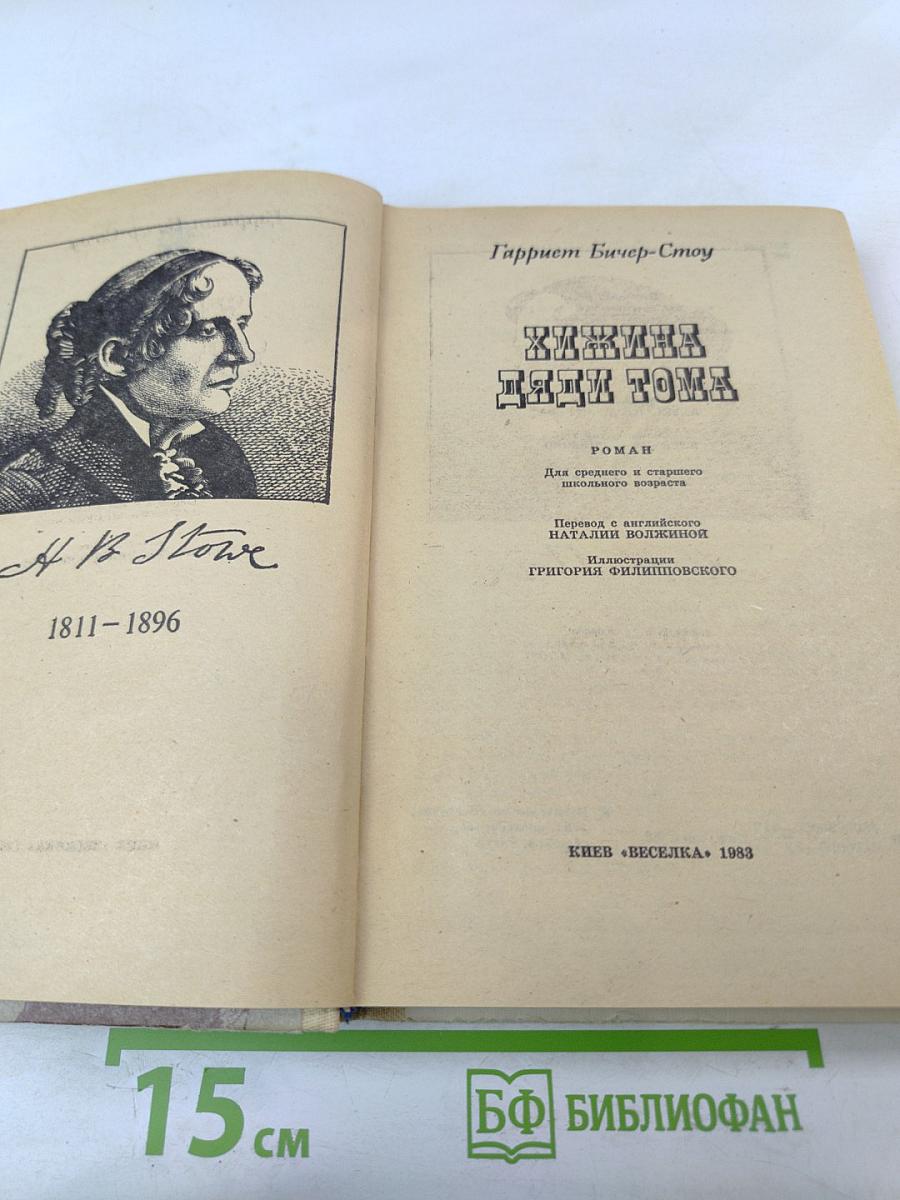 H B Stowe
1811–1896
Гарриет Бичер-Стоу
ХИЖИНА
ДЯДИ ТОМА
РОМАН
Для среднего и старшего
школьного возраста
Перевод с английского
НАТАЛИИ ВОЛЖИНОЙ
Иллюстрации
ГРИГОРИЯ ФИЛИППОВСКОГО
КИЕВ «ВЕСЕЛКА» 1983
15 см
БФ БИБЛИОФАН